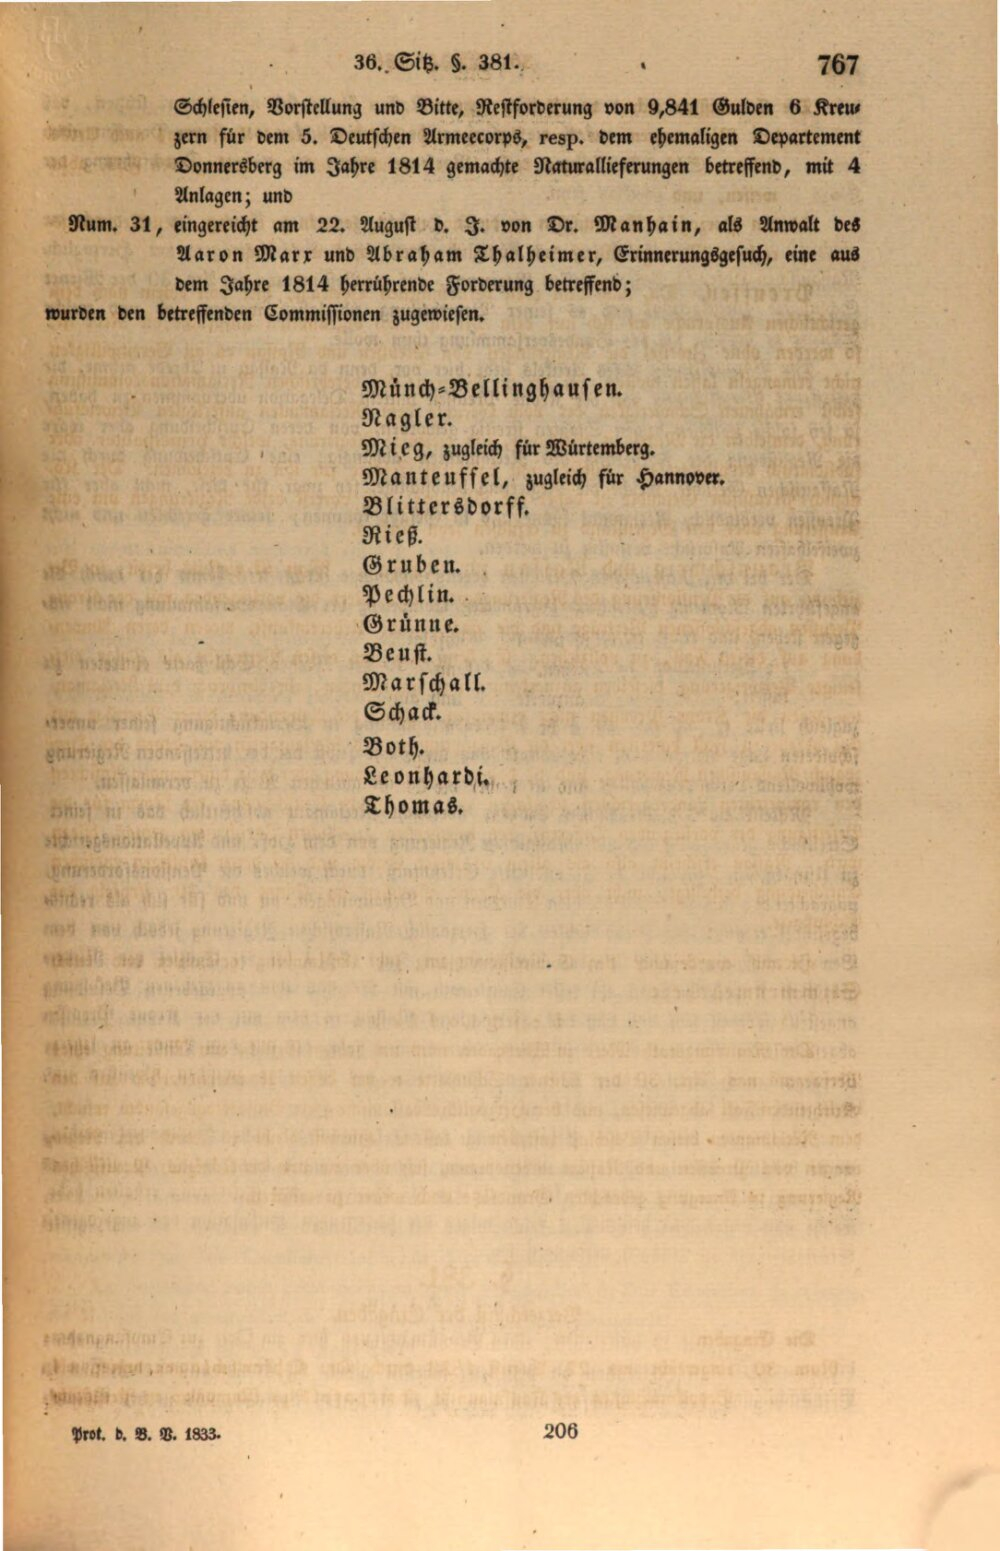 36. Sitz. §. 381.
767
Schlesien, Vorstellung und Bitte, Restforderung von 9,841 Gulden 6 Kreu-
zern für dem 5. Deutschen Armeecorps, resp. dem ehemaligen Departement
Donnersberg im Jahre 1814 gemachte Naturallieferungen betreffend, mit 4
Anlagen; und
Num. 31, eingereicht am 22. August d. J. von Dr. Manhain, als Anwalt des
Aaron Marx und Abraham Thalheimer, Erinnerungsgesuch, eine aus
dem Jahre 1814 herrührende Forderung betreffend;
wurden den betreffenden Commissionen zugewiesen.
Münch-Bellinghausen.
Nagler.
Mieg, zugleich für Würtemberg.
Manteuffel, zugleich für Hannover.
Blittersdorff.
Rieß.
Gruben.
Pechlin.
Grünne.
Beust.
Marschall.
Schack.
Both.
Leonhardi.
Thomas.
Prot. d. B. V. 1833.
206